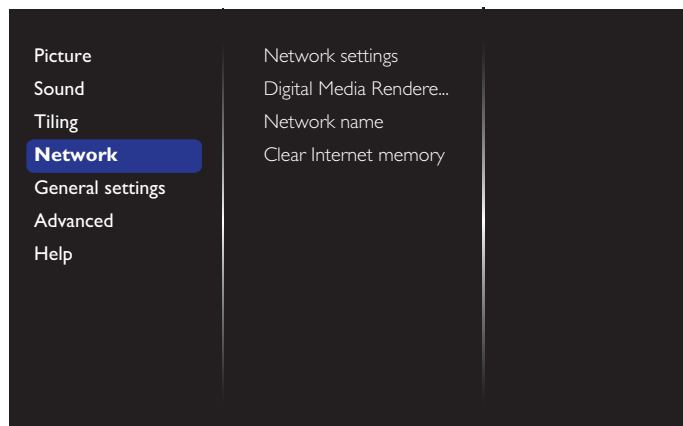 Picture
Sound
Tiling
Network
General settings
Advanced
Help
Network settings
Digital Media Rendere...
Network name
Clear Internet memory